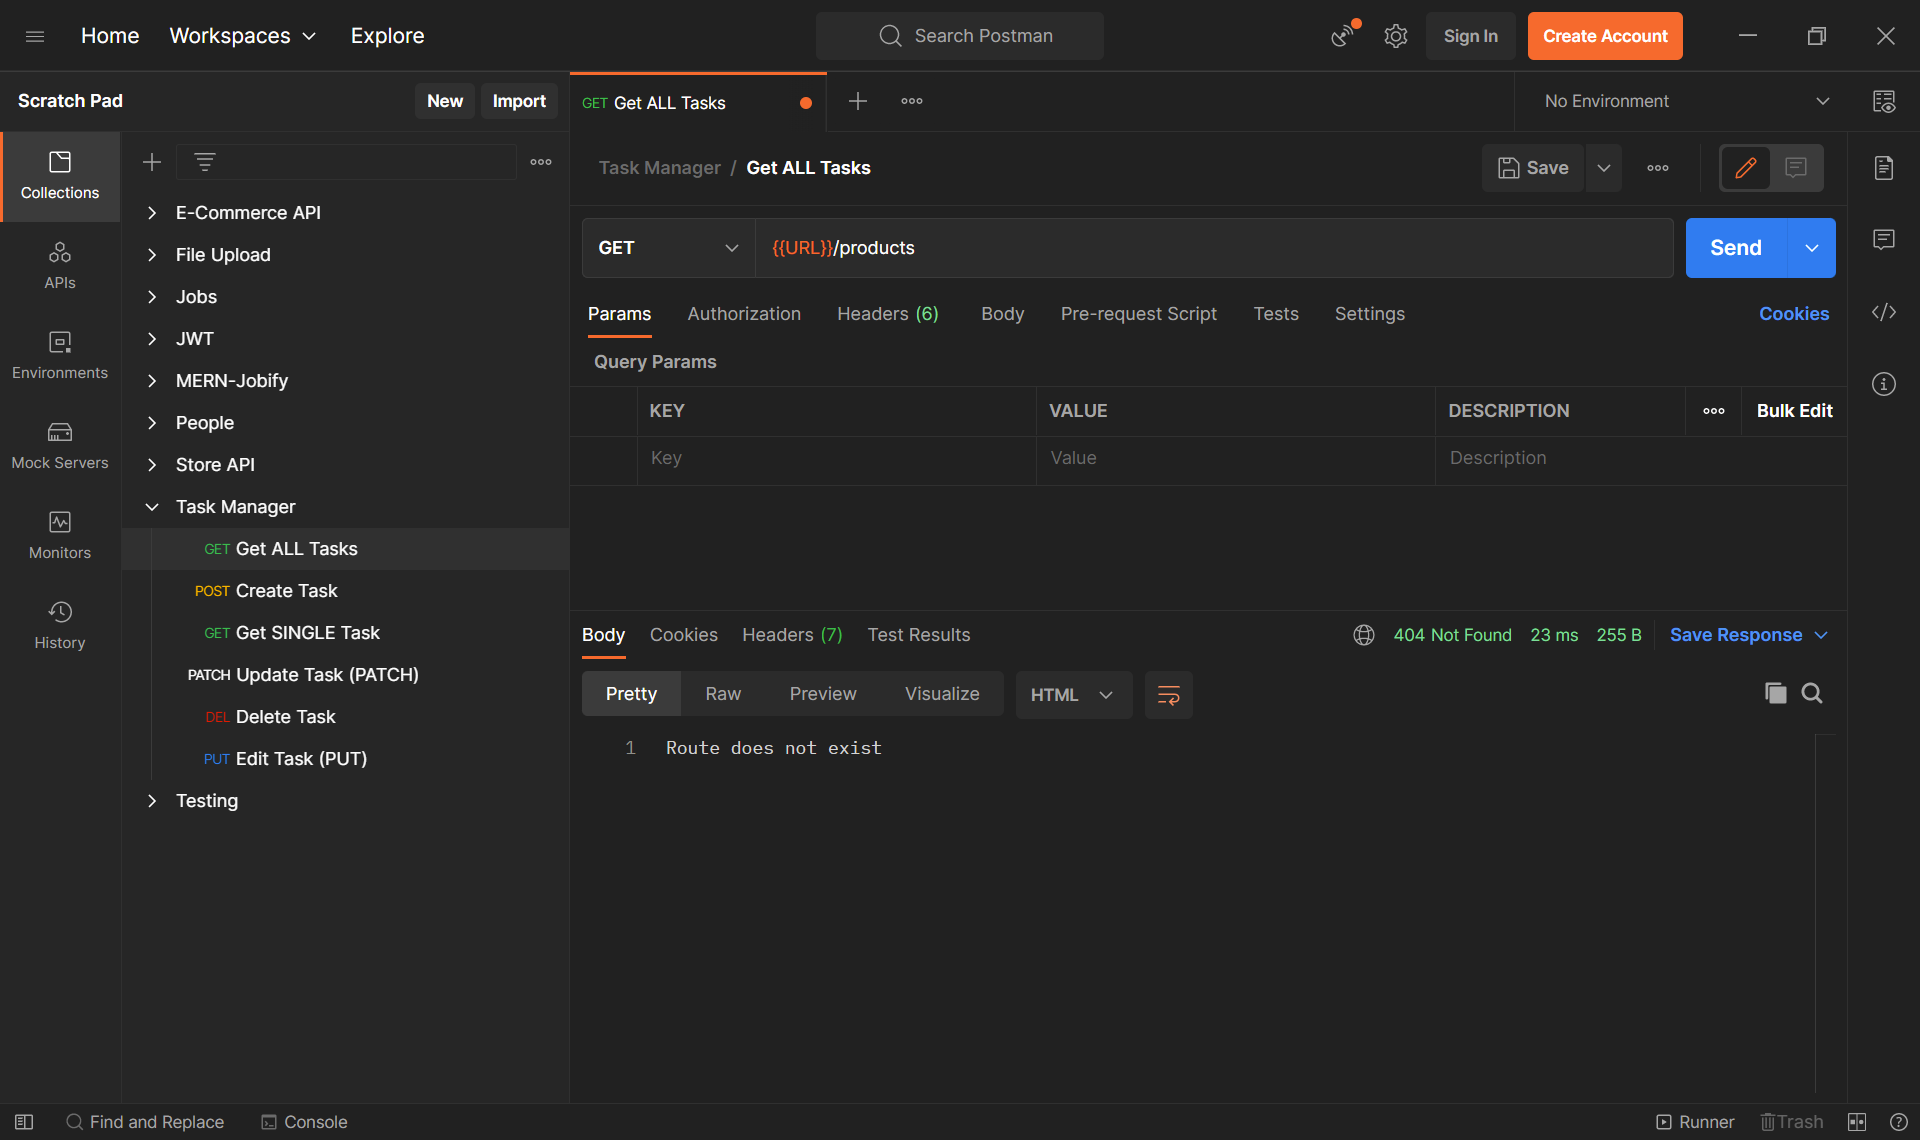 Home Workspaces Explore
Search Postman
Sign In Create Account
Scratch Pad New Import
GET Get ALL Tasks
No Environment
Collections
APIs
Environments
Mock Servers
Monitors
History
E-Commerce API
File Upload
Jobs
JWT
MERN-Jobify
People
Store API
Task Manager
GET Get ALL Tasks
POST Create Task
GET Get SINGLE Task
PATCH Update Task (PATCH)
DEL Delete Task
PUT Edit Task (PUT)
Testing
Task Manager / Get ALL Tasks
Save
GET {{URL}}/products Send
Params Authorization Headers (6) Body Pre-request Script Tests Settings Cookies
Query Params
KEY VALUE DESCRIPTION Bulk Edit
Key Value Description
Body Cookies Headers (7) Test Results 404 Not Found 23 ms 255 B Save Response
Pretty Raw Preview Visualize HTML
1 Route does not exist
Find and Replace Console Runner Trash